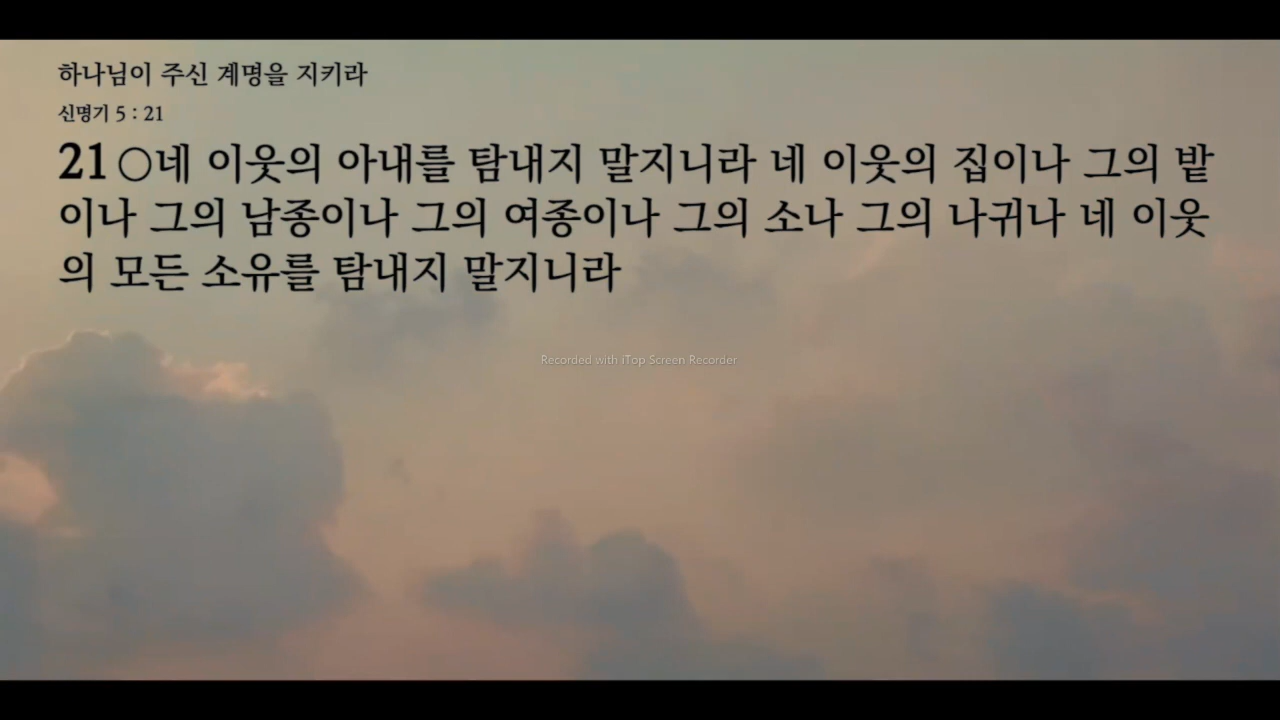 하나님이 주신 계명을 지키라
신명기 5 : 21
21○네 이웃의 아내를 탐내지 말지니라 네 이웃의 집이나 그의 밭
이나 그의 남종이나 그의 여종이나 그의 소나 그의 나귀나 네 이웃
의 모든 소유를 탐내지 말지니라
Recorded with iTop Screen Recorder